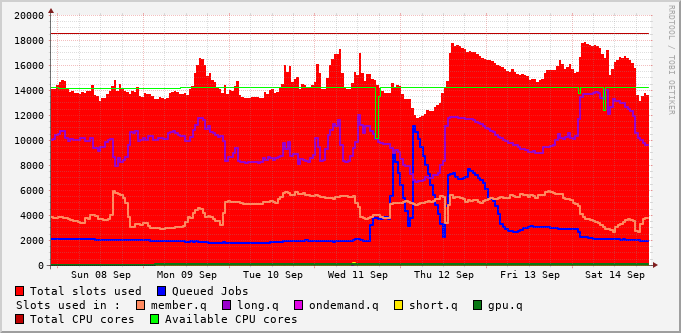 20000
18000
16000
14000
12000
10000
8000
6000
4000
2000
0
Sun 08 Sep Mon 09 Sep Tue 10 Sep Wed 11 Sep Thu 12 Sep Fri 13 Sep Sat 14 Sep
RRDTOOL / TOBI OETIKER
Total slots used Queued Jobs
Slots used in : member.q long.q ondemand.q short.q gpu.q
Total CPU cores Available CPU cores